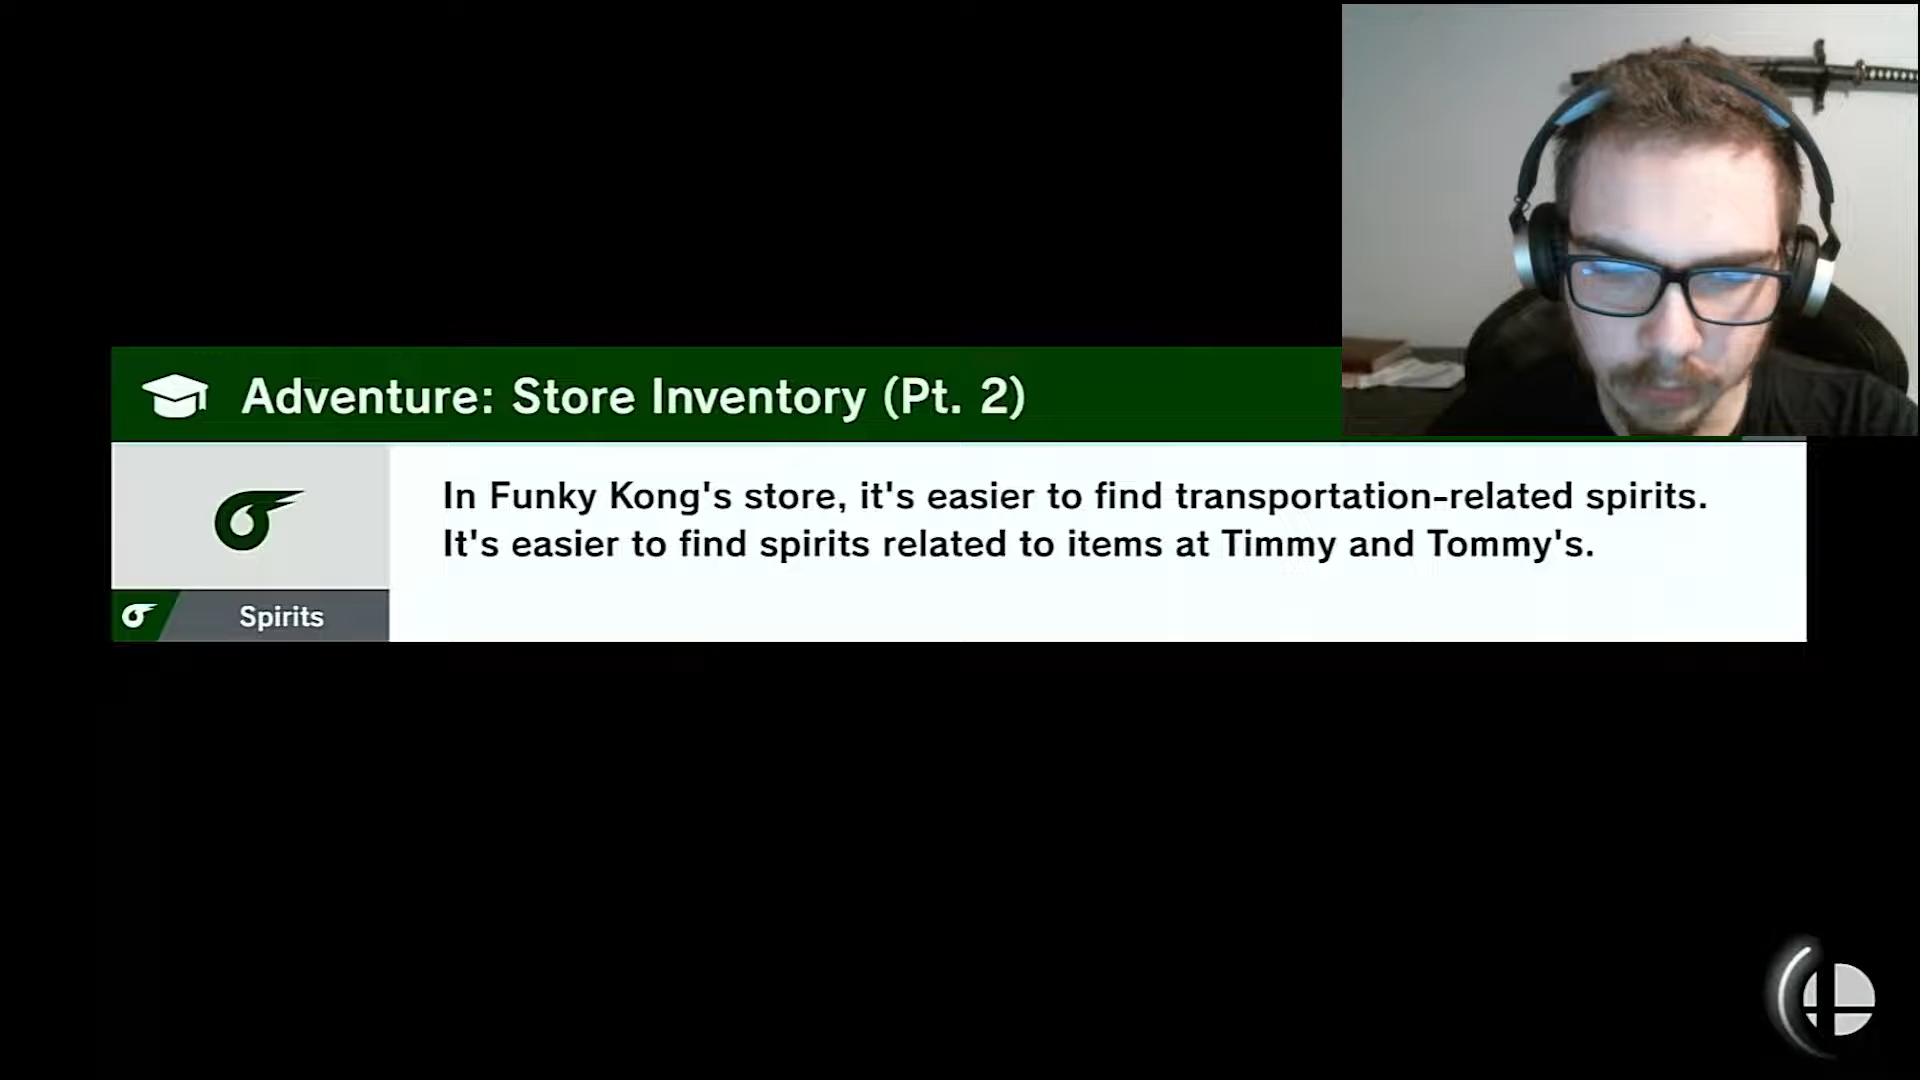 Adventure: Store Inventory (Pt. 2)
In Funky Kong's store, it's easier to find transportation-related spirits.
It's easier to find spirits related to items at Timmy and Tommy's.
Spirits